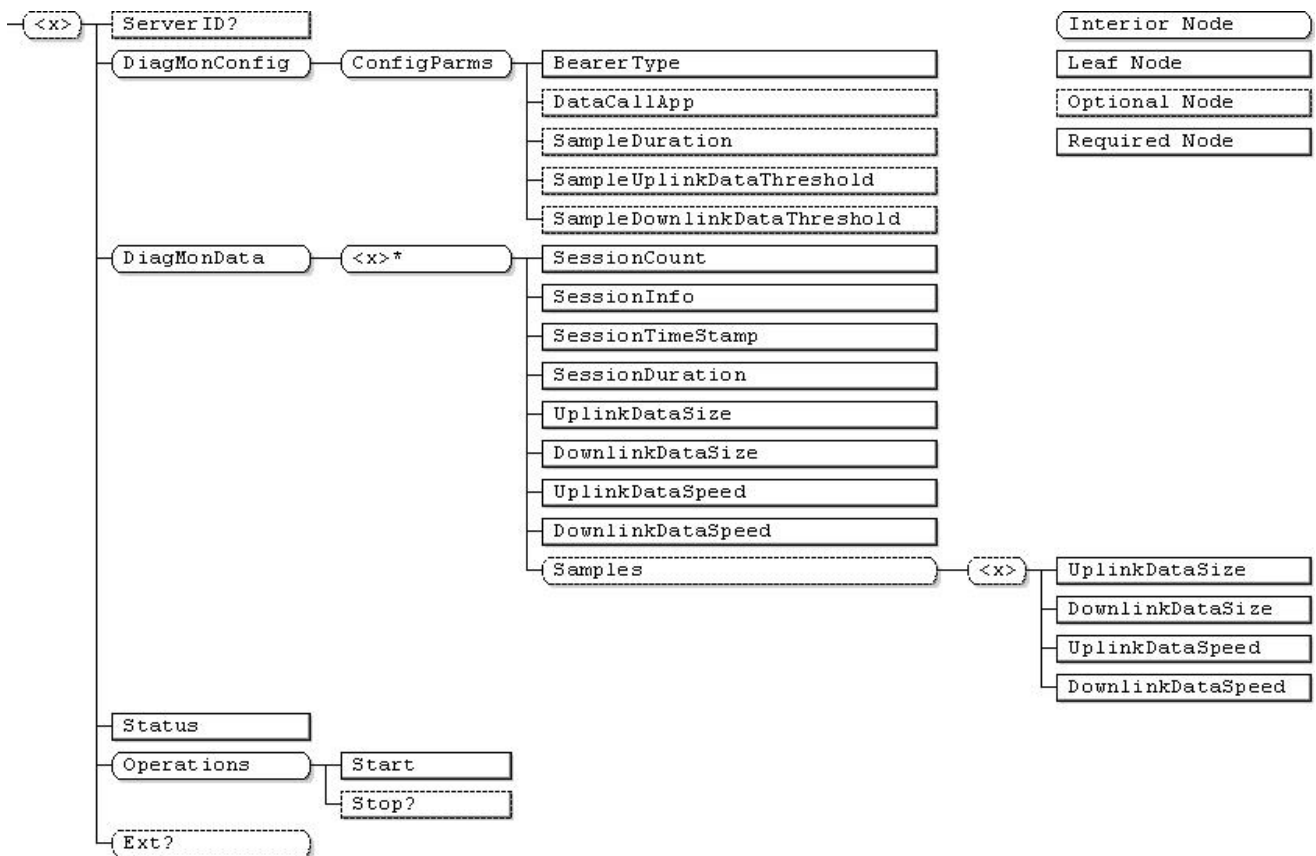 <x>
ServerID?
Interior Node
DiagMonConfig
ConfigParms
BearerType
Leaf Node
DataCallApp
Optional Node
SampleDuration
Required Node
SampleUplinkDataThreshold
SampleDownlinkDataThreshold
DiagMonData
<x>*
SessionCount
SessionInfo
SessionTimeStamp
SessionDuration
UplinkDataSize
DownlinkDataSize
UplinkDataSpeed
DownlinkDataSpeed
Samples
<x>
UplinkDataSize
DownlinkDataSize
UplinkDataSpeed
DownlinkDataSpeed
Status
Operations
Start
Stop?
Ext?